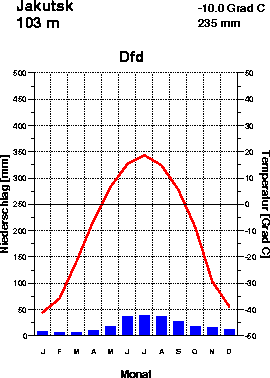 Jakutsk -10.0 Grad C
103 m 235 mm
Dfd
500 50
450 40
400 30
350 20
300 10
250 0
200 -10
150 -20
100 -30
50 -40
0 -50
Niederschlag [mm]
Temperatur [Grad C]
J F M A M J J A S O N D
Monat